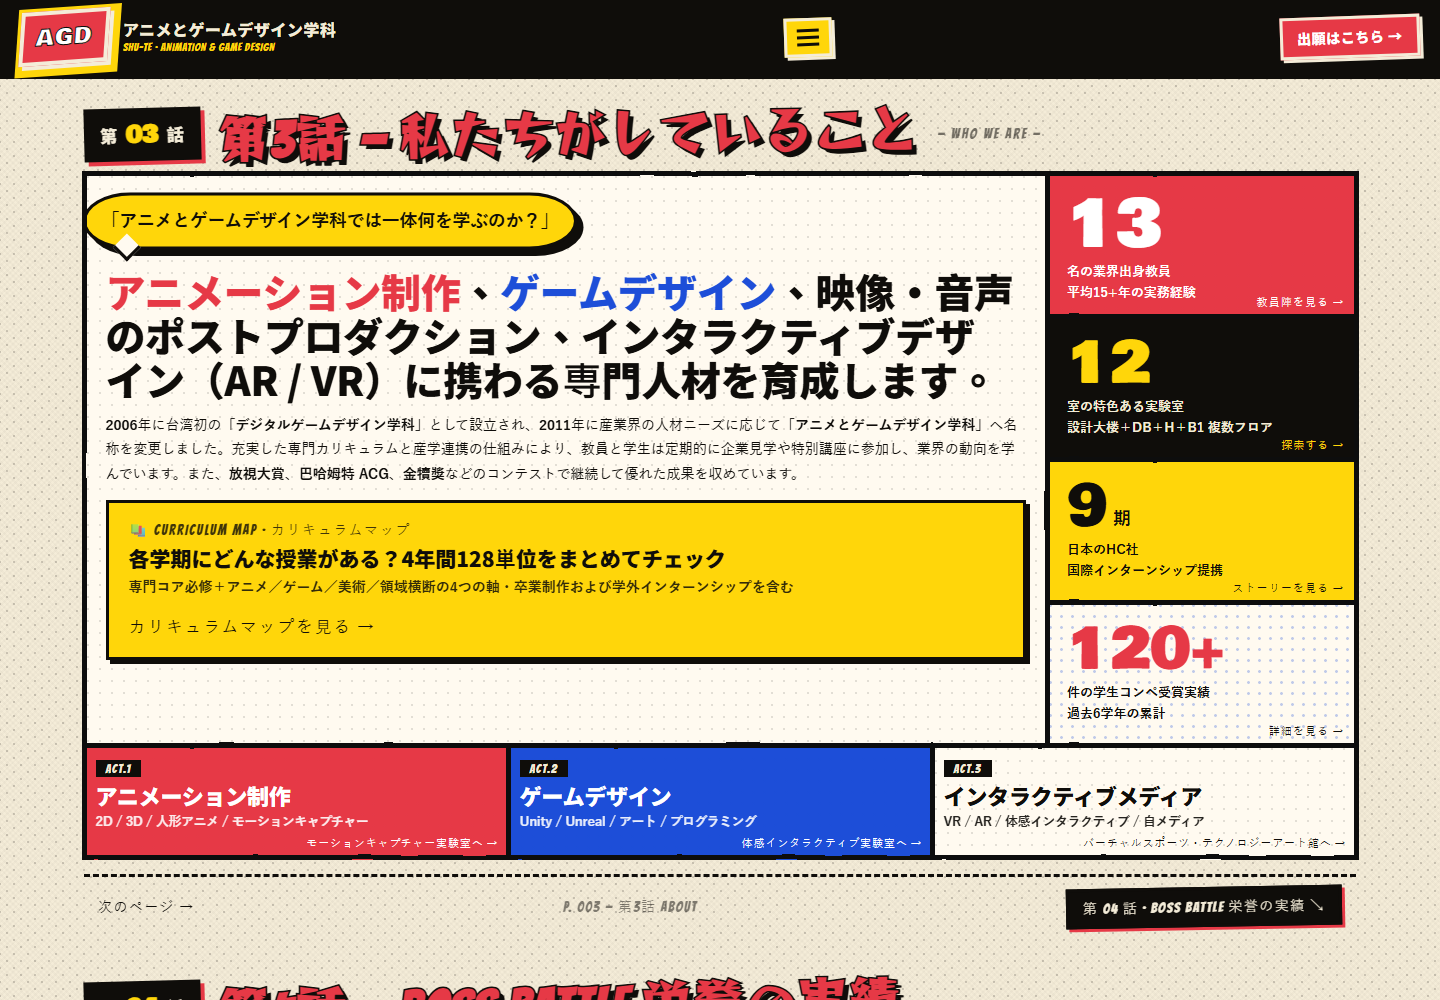 AGD
アニメとゲームデザイン学科
SHU-TE · ANIMATION & GAME DESIGN
出願はこちら →
第 03 話
第3話 – 私たちがしていること
– WHO WE ARE –
「アニメとゲームデザイン学科では一体何を学ぶのか？」
アニメーション制作、ゲームデザイン、映像・音声
のポストプロダクション、インタラクティブデザ
イン（AR / VR）に携わる専門人材を育成します。
2006年に台湾初の「デジタルゲームデザイン学科」として設立され、2011年に産業界の人材ニーズに応じて「アニメとゲームデザイン学科」へ名
称を変更しました。充実した専門カリキュラムと産学連携の仕組みにより、教員と学生は定期的に企業見学や特別講座に参加し、業界の動向を学
んでいます。また、放視大賞、巴哈姆特 ACG、金犢獎などのコンテストで継続して優れた成果を収めています。
CURRICULUM MAP · カリキュラムマップ
各学期にどんな授業がある？4年間128単位をまとめてチェック
専門コア必修＋アニメ／ゲーム／美術／領域横断の4つの軸・卒業制作および学外インターンシップを含む
カリキュラムマップを見る →
13
名の業界出身教員
平均15+年の実務経験
教員陣を見る →
12
室の特色ある実験室
設計大楼＋DB＋H＋B1 複数フロア
探索する →
9 期
日本のHC社
国際インターンシップ提携
ストーリーを見る →
120+
件の学生コンペ受賞実績
過去6学年の累計
詳細を見る →
ACT.1
アニメーション制作
2D / 3D / 人形アニメ / モーションキャプチャー
モーションキャプチャー実験室へ →
ACT.2
ゲームデザイン
Unity / Unreal / アート / プログラミング
体感インタラクティブ実験室へ →
ACT.3
インタラクティブメディア
VR / AR / 体感インタラクティブ / 自メディア
バーチャルスポーツ・テクノロジーアート館へ →
次のページ →
P. 003 — 第3話 ABOUT
第 04 話 · BOSS BATTLE 栄誉の実績 ↘